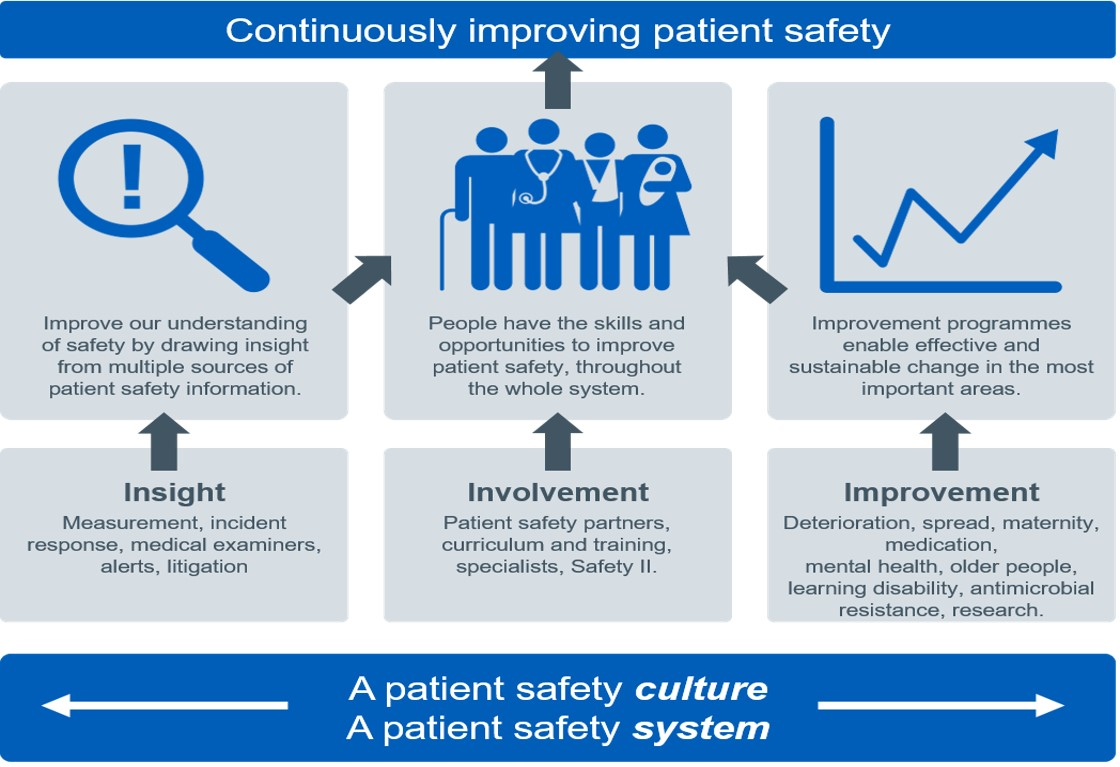 Continuously improving patient safety
!
Improve our understanding
of safety by drawing insight
from multiple sources of
patient safety information.
People have the skills and
opportunities to improve
patient safety, throughout
the whole system.
Improvement programmes
enable effective and
sustainable change in the most
important areas.
Insight
Measurement, incident
response, medical examiners,
alerts, litigation
Involvement
Patient safety partners,
curriculum and training,
specialists, Safety II.
Improvement
Deterioration, spread, maternity,
medication,
mental health, older people,
learning disability, antimicrobial
resistance, research.
A patient safety culture
A patient safety system